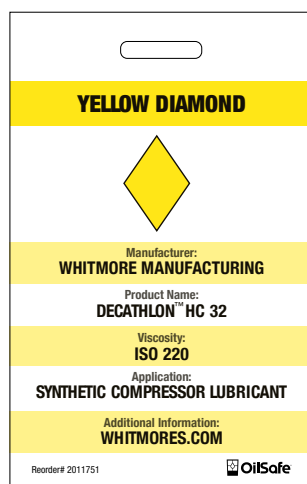 YELLOW DIAMOND
Manufacturer:
WHITMORE MANUFACTURING
Product Name:
DECATHLON™ HC 32
Viscosity:
ISO 220
Application:
SYNTHETIC COMPRESSOR LUBRICANT
Additional Information:
WHITMORES.COM
Reorder# 2011751
OilSafe